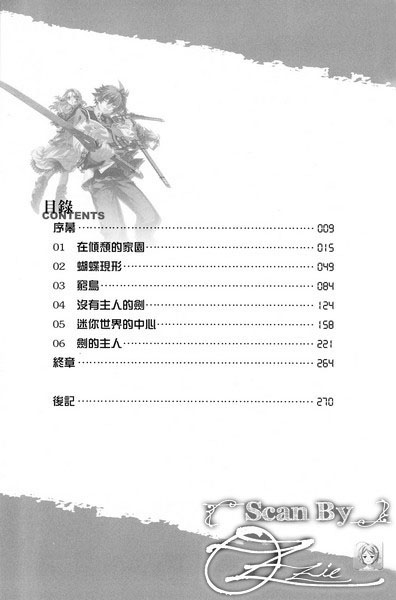 目錄
CONTENTS
序幕 009
01 在傾頹的家園 015
02 蝴蝶現形 049
03 窮鳥 084
04 沒有主人的劍 124
05 迷你世界的中心 158
06 劍的主人 221
終章 264
後記 270
Scan By